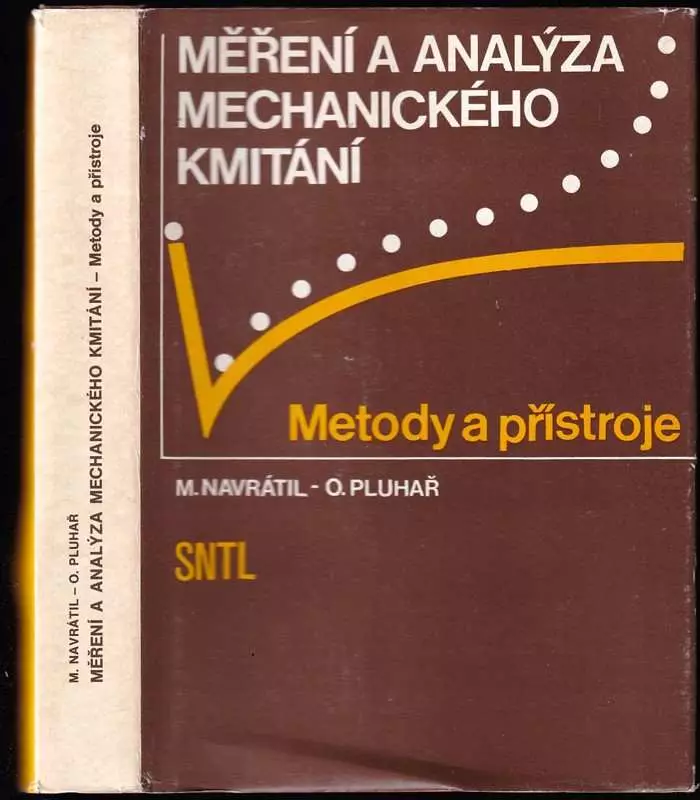 M. NAVRÁTIL – O. PLUHAŘ
MĚŘENÍ A ANALÝZA MECHANICKÉHO KMITÁNÍ – Metody a přístroje
MĚŘENÍ A ANALÝZA
MECHANICKÉHO
KMITÁNÍ
Metody a přístroje
M. NAVRÁTIL - O. PLUHAŘ
SNTL